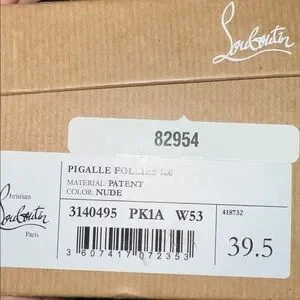 Louboutin
82954
PIGALLE FOLLIES 100
MATERIAL: PATENT
COLOR: NUDE
3140495 PK1A W53
418732
39.5
Christian
Louboutin
Paris
3 607417 072353